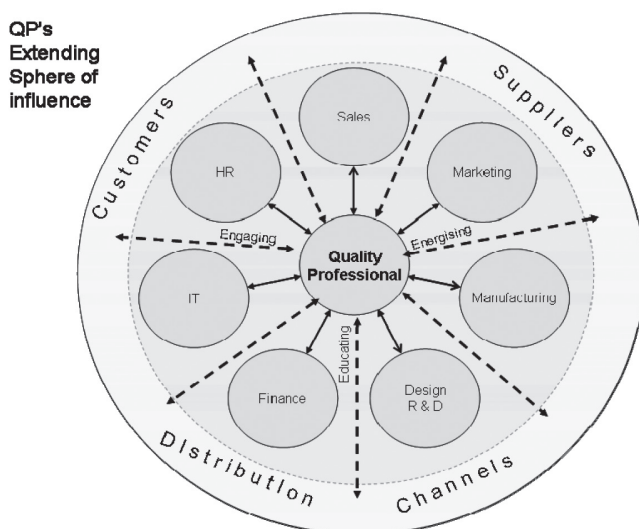 QP's
Extending
Sphere of
influence
Customers
Suppliers
Sales
HR
Marketing
Engaging
Energising
Quality
Professional
IT
Manufacturing
Educating
Finance
Design
R & D
Distribution
Channels